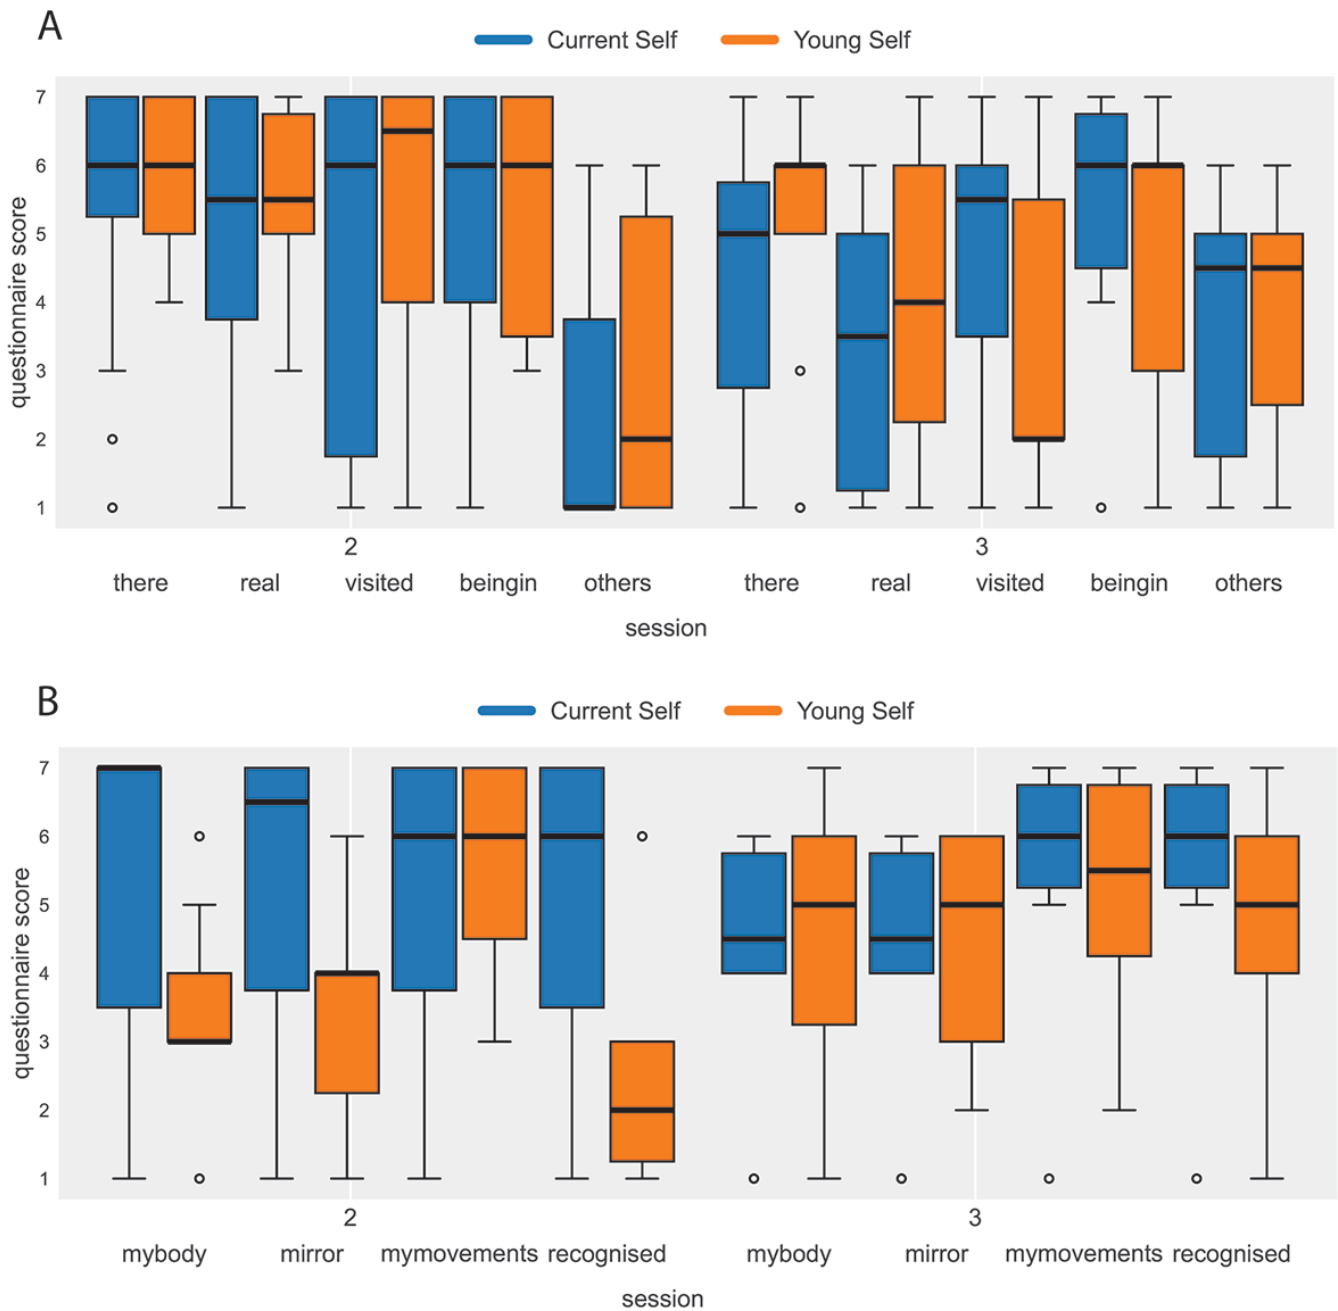 A
Current Self Young Self
questionnaire score
7
6
5
4
3
2
1
2 3
there real visited beingin others there real visited beingin others
session
B
Current Self Young Self
questionnaire score
7
6
5
4
3
2
1
2 3
mybody mirror mymovements recognised mybody mirror mymovements recognised
session